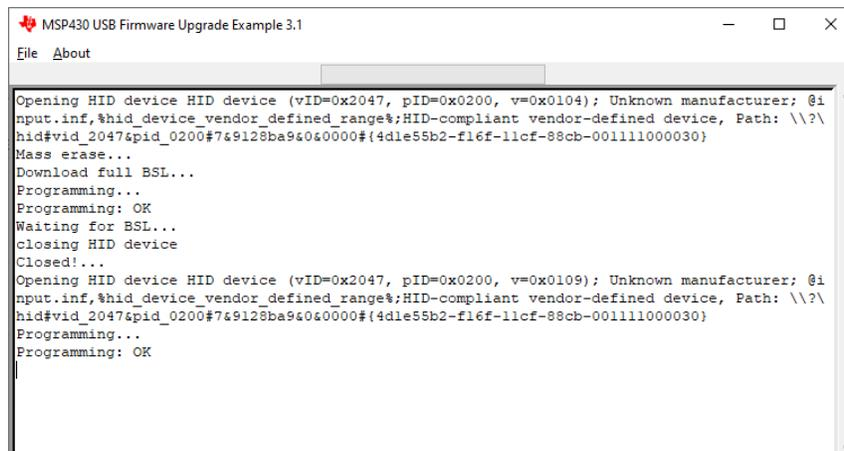 MSP430 USB Firmware Upgrade Example 3.1
File About
Opening HID device HID device (vID=0x2047, pID=0x0200, v=0x0104); Unknown manufacturer; @i
nput.inf,%hid_device_vendor_defined_range%;HID-compliant vendor-defined device, Path: \\?\
hid#vid_2047&pid_0200#7&9128ba9&0&0000#{4d1e55b2-f16f-11cf-88cb-001111000030}
Mass erase...
Download full BSL...
Programming...
Programming: OK
Waiting for BSL...
closing HID device
Closed!...
Opening HID device HID device (vID=0x2047, pID=0x0200, v=0x0109); Unknown manufacturer; @i
nput.inf,%hid_device_vendor_defined_range%;HID-compliant vendor-defined device, Path: \\?\
hid#vid_2047&pid_0200#7&9128ba9&0&0000#{4d1e55b2-f16f-11cf-88cb-001111000030}
Programming...
Programming: OK